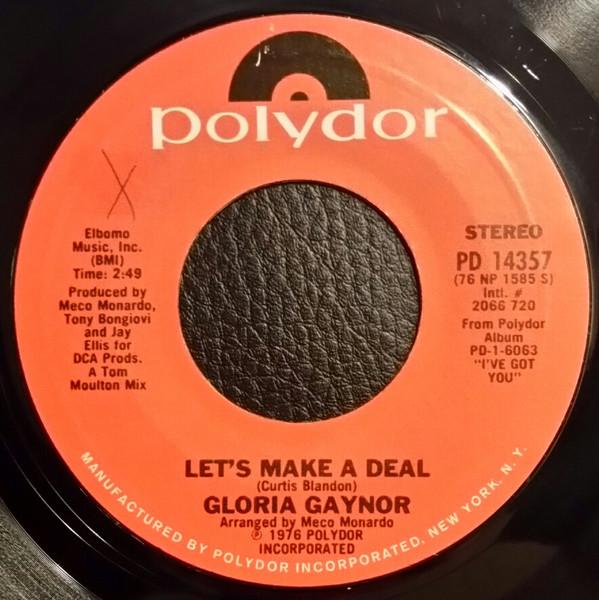 polydor
X
Elbomo
Music, Inc.
(BMI)
Time: 2:49
Produced by
Meco Monardo,
Tony Bongiovi
and Jay
Ellis for
DCA Prods.
A Tom
Moulton Mix
STEREO
PD 14357
(76 NP 1585 S)
Intl. #
2066 720
From Polydor
Album
PD-1-6063
"I'VE GOT
YOU"
LET'S MAKE A DEAL
(Curtis Blandon)
GLORIA GAYNOR
Arranged by Meco Monardo
℗ 1976 POLYDOR
INCORPORATED
MANUFACTURED BY POLYDOR INCORPORATED, NEW YORK, N. Y.